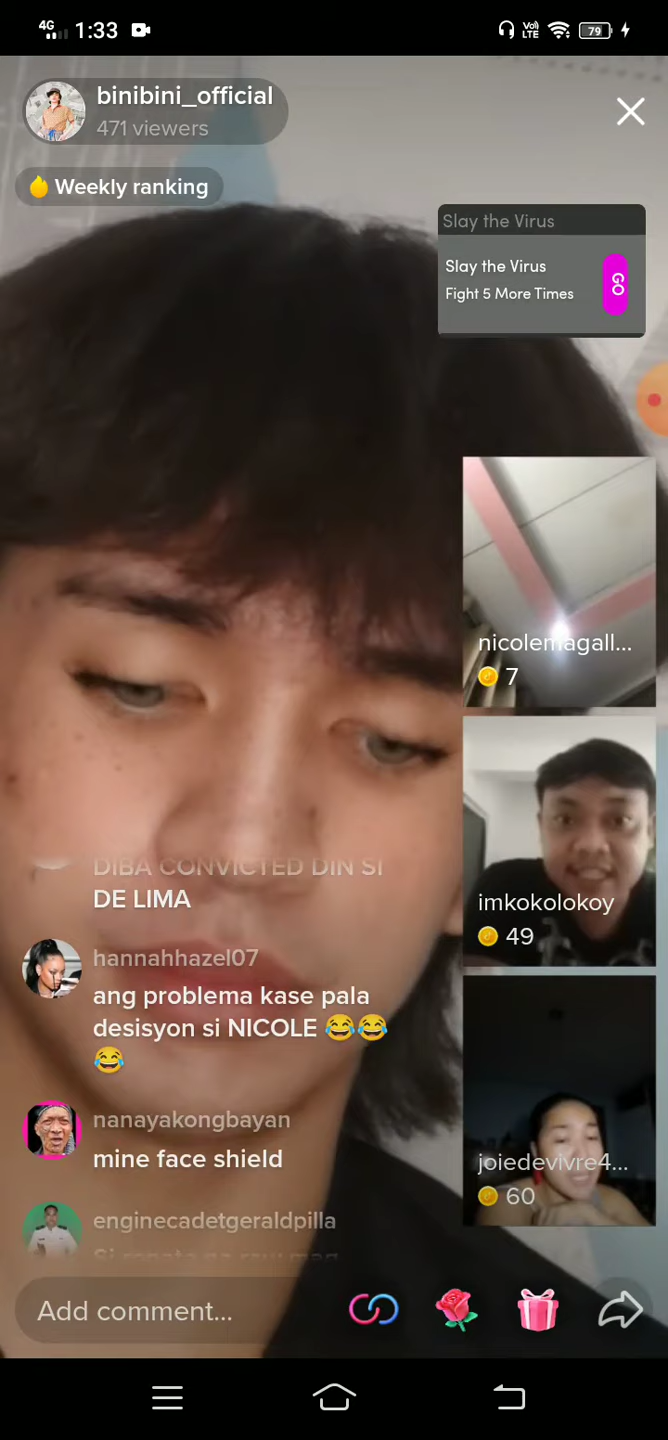 4G
1:33
Vo)
LTE
79
binibini_official
471 viewers
Weekly ranking
Slay the Virus
Slay the Virus
Fight 5 More Times
GO
nicolemagall...
7
imkokolokoy
49
DIBA CONVICTED DIN SI
DE LIMA
hannahhazel07
ang problema kase pala
desisyon si NICOLE 😂😂
😂
nanayakongbayan
mine face shield
joiedevivre4...
60
enginecadetgeraldpilla
Add comment...